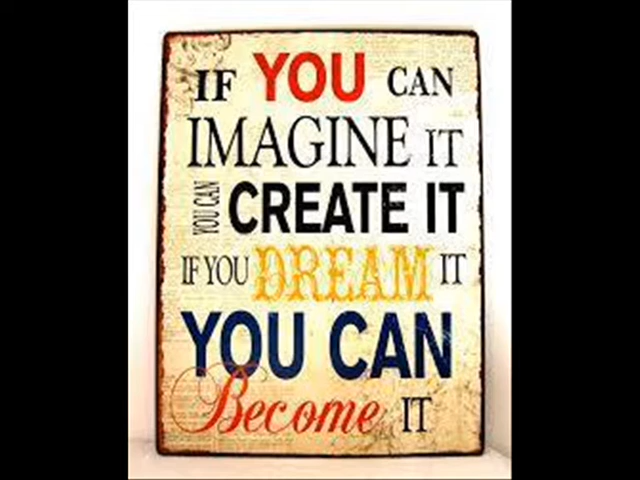 IF YOU CAN
IMAGINE IT
YOU CAN CREATE IT
IF YOU DREAM IT
YOU CAN
Become IT